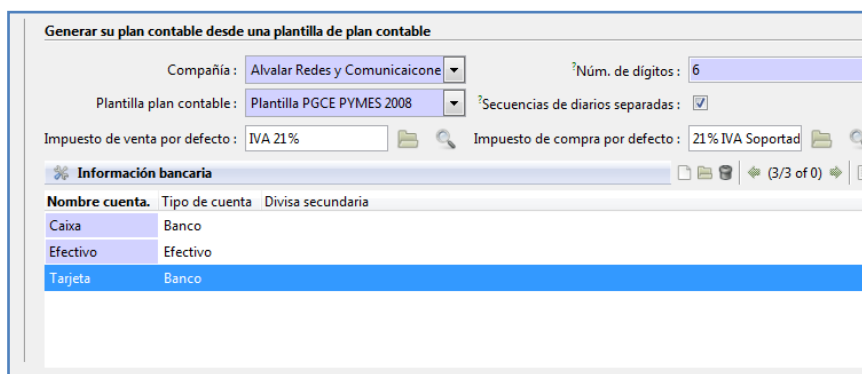 Generar su plan contable desde una plantilla de plan contable
Compañía : Alvalar Redes y Comunicaicone ?Núm. de dígitos : 6
Plantilla plan contable : Plantilla PGCE PYMES 2008 ?Secuencias de diarios separadas :
Impuesto de venta por defecto : IVA 21% Impuesto de compra por defecto : 21% IVA Soportad
Información bancaria (3/3 of 0)
Nombre cuenta. Tipo de cuenta Divisa secundaria
Caixa Banco
Efectivo Efectivo
Tarjeta Banco